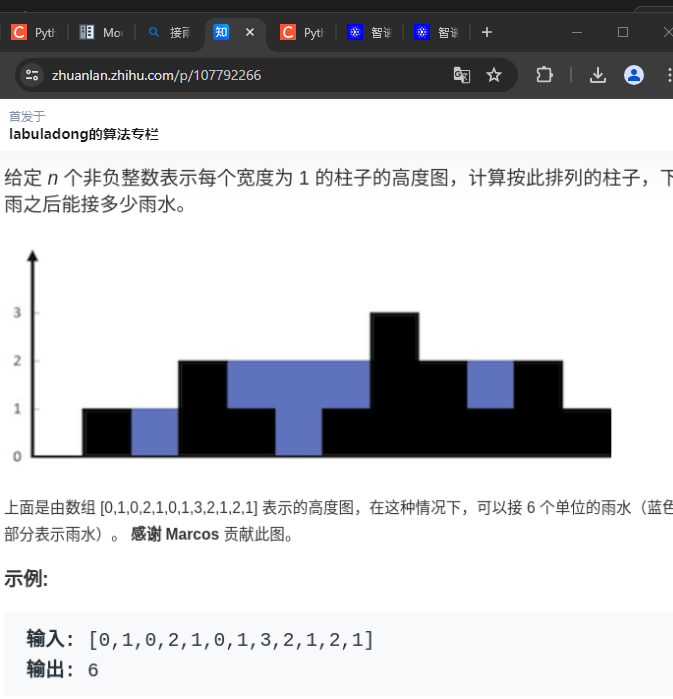 Pyt
Mo
接雨
知
Pyt
智谱
智谱
zhuanlan.zhihu.com/p/107792266
首发于
labuladong的算法专栏
给定 n 个非负整数表示每个宽度为 1 的柱子的高度图，计算按此排列的柱子，下
雨之后能接多少雨水。
3
2
1
0
上面是由数组 [0,1,0,2,1,0,1,3,2,1,2,1] 表示的高度图，在这种情况下，可以接 6 个单位的雨水（蓝色
部分表示雨水）。 感谢 Marcos 贡献此图。
示例:
输入: [0,1,0,2,1,0,1,3,2,1,2,1]
输出: 6